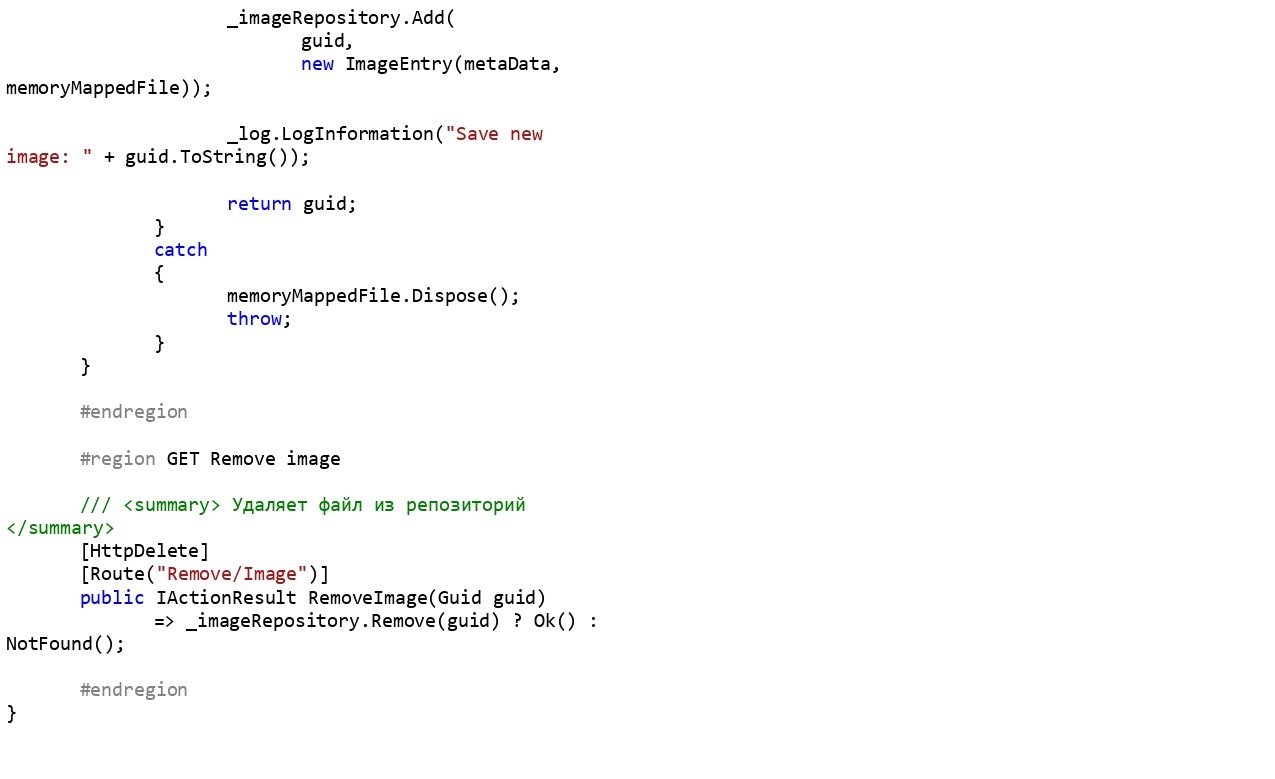 _imageRepository.Add(
guid,
new ImageEntry(metaData,
memoryMappedFile));
_log.LogInformation("Save new
image: " + guid.ToString());
return guid;
}
catch
{
memoryMappedFile.Dispose();
throw;
}
}
#endregion
#region GET Remove image
/// <summary> Удаляет файл из репозиторий
</summary>
[HttpDelete]
[Route("Remove/Image")]
public IActionResult RemoveImage(Guid guid)
=> _imageRepository.Remove(guid) ? Ok() :
NotFound();
#endregion
}